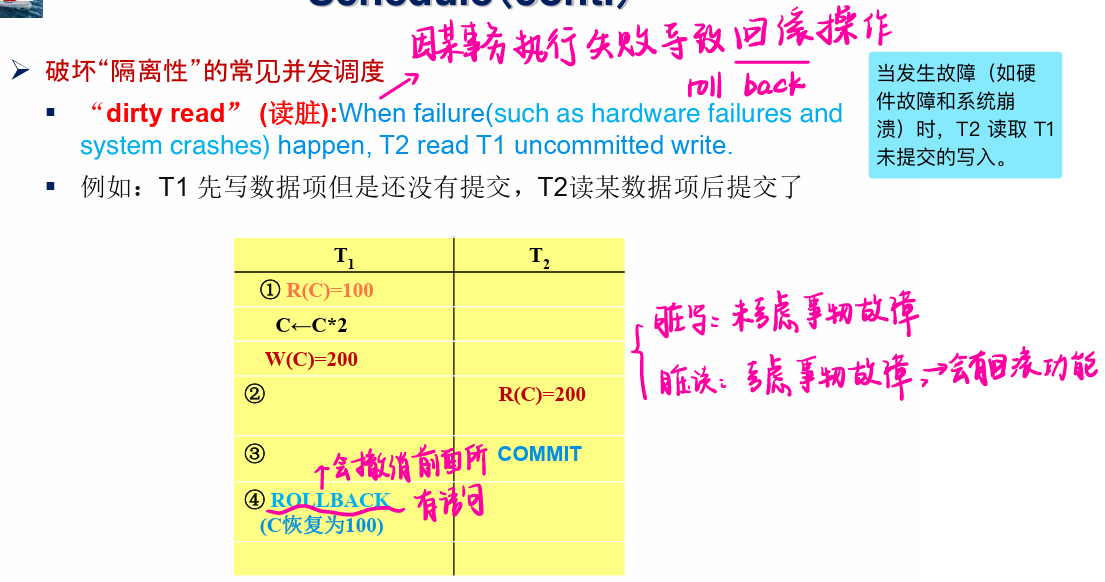 因某事务执行失败导致回滚操作
roll back
➢ 破坏“隔离性”的常见并发调度
▪ “dirty read” (读脏):When failure(such as hardware failures and
system crashes) happen, T2 read T1 uncommitted write.
▪ 例如：T1 先写数据项但是还没有提交，T2读某数据项后提交了
当发生故障（如硬
件故障和系统崩
溃）时，T2 读取 T1
未提交的写入。
T1 T2
① R(C)=100
C←C*2
W(C)=200
② R(C)=200
③ COMMIT
↑会撤消前面所
有语句
④ ROLLBACK
(C恢复为100)
脏写：未考虑事物故障
脏读：考虑事物故障，→会有回滚功能